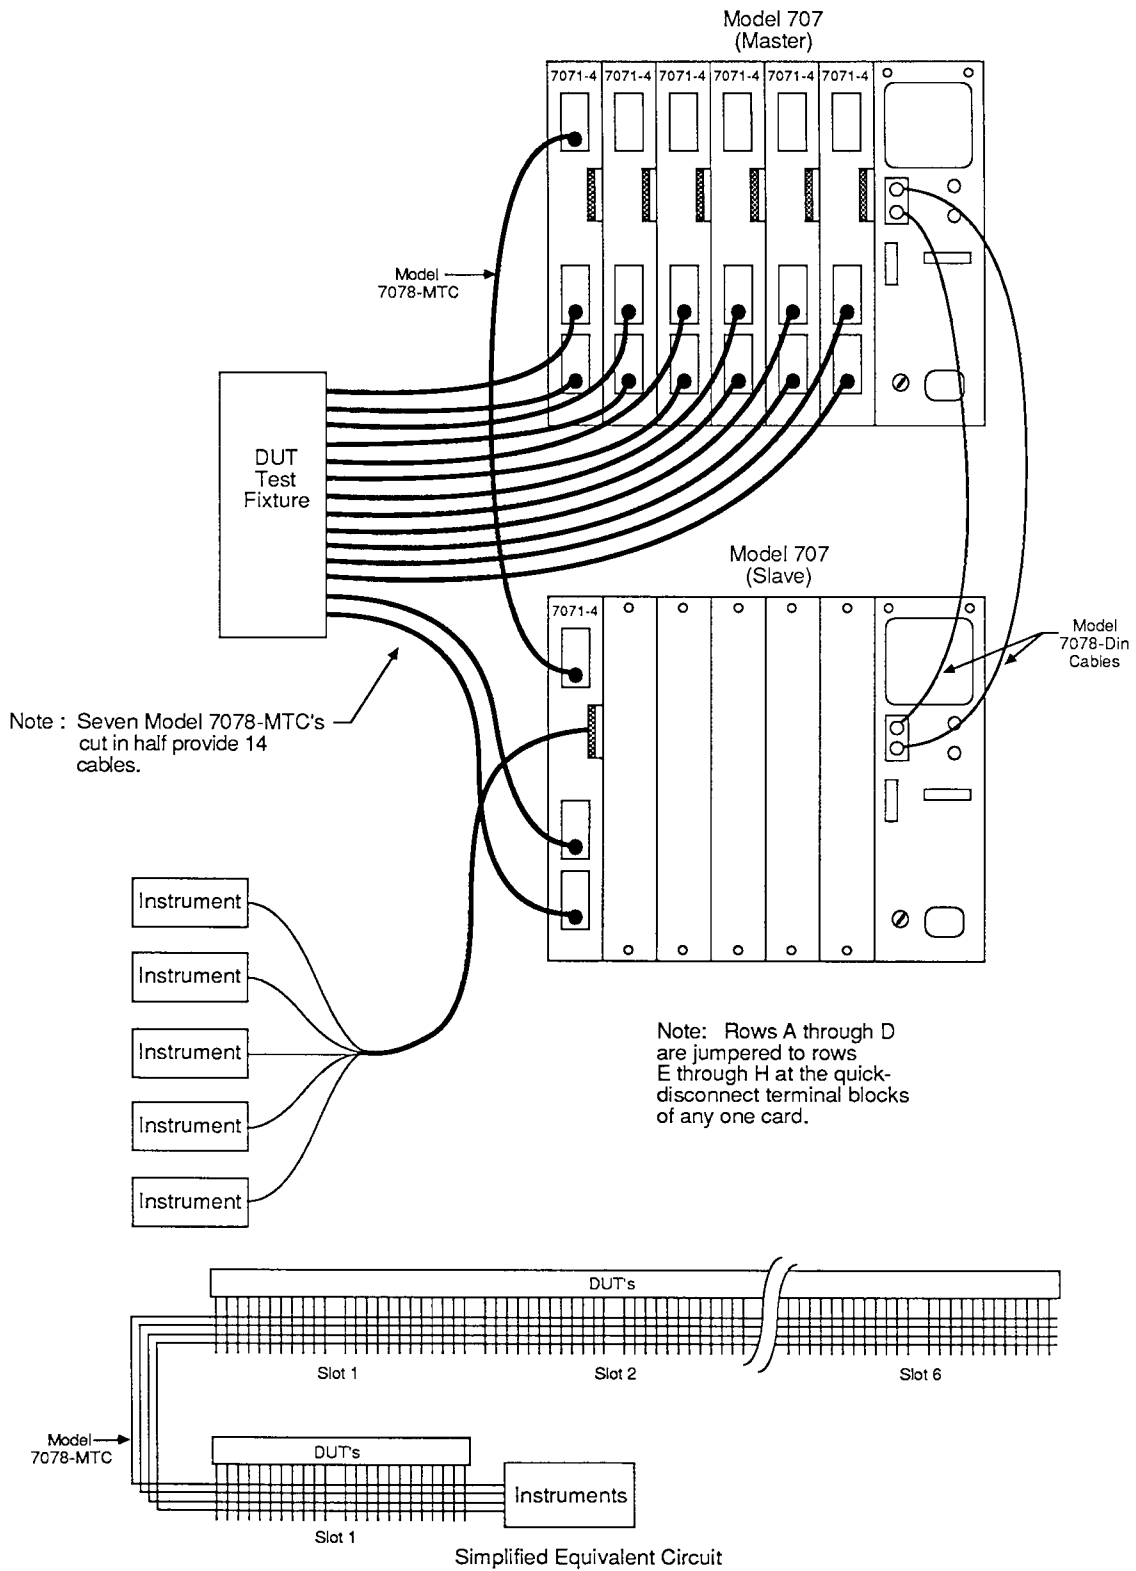 Model 707
(Master)
7071-4 7071-4 7071-4 7071-4 7071-4 7071-4
Model
7078-MTC
DUT
Test
Fixture
Model 707
(Slave)
7071-4
Model
7078-Din
Cables
Note : Seven Model 7078-MTC's
cut in half provide 14
cables.
Instrument
Instrument
Instrument
Instrument
Instrument
Note: Rows A through D
are jumpered to rows
E through H at the quick-
disconnect terminal blocks
of any one card.
DUT's
Slot 1
Slot 2
Slot 6
Model
7078-MTC
DUT's
Instruments
Slot 1
Simplified Equivalent Circuit